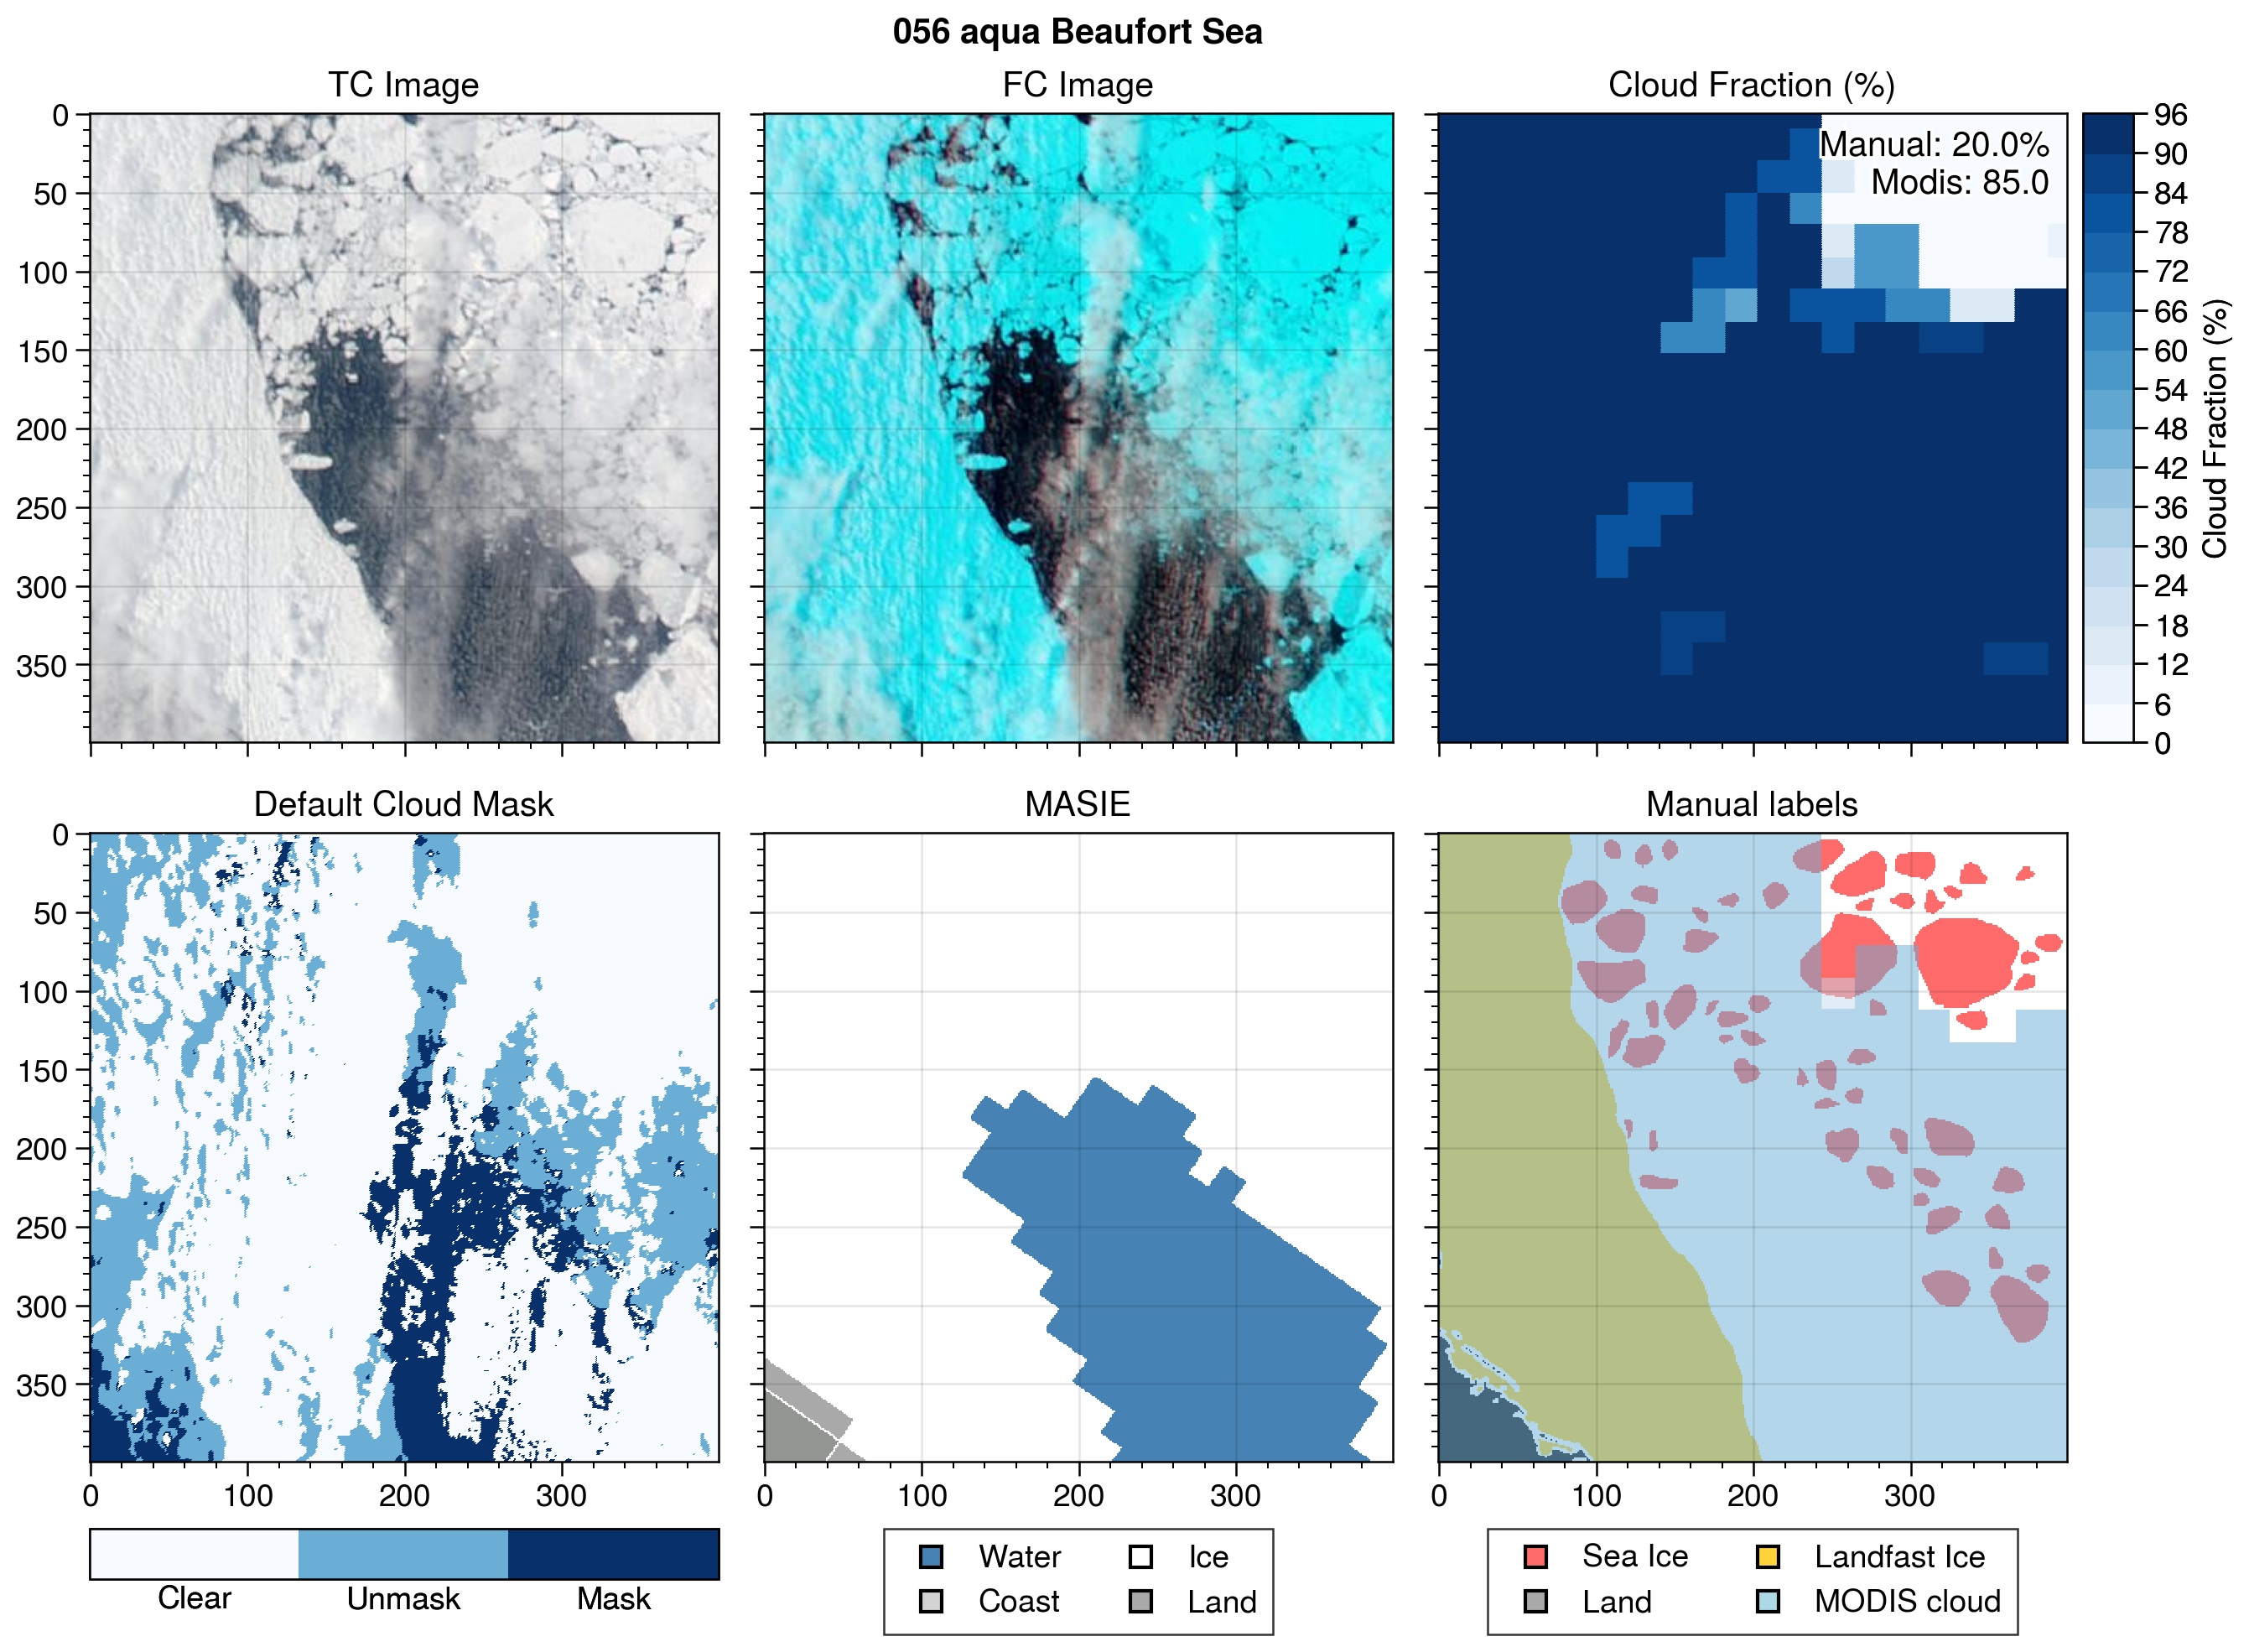 056 aqua Beaufort Sea
TC Image
FC Image
Cloud Fraction (%)
0
50
100
150
200
250
300
350
Manual: 20.0%
Modis: 85.0
96
90
84
78
72
66
60
54
48
42
36
30
24
18
12
6
0
Cloud Fraction (%)
Default Cloud Mask
MASIE
Manual labels
0
50
100
150
200
250
300
350
0 100 200 300
0 100 200 300
0 100 200 300
Clear Unmask Mask
Water Ice
Coast Land
Sea Ice Landfast Ice
Land MODIS cloud